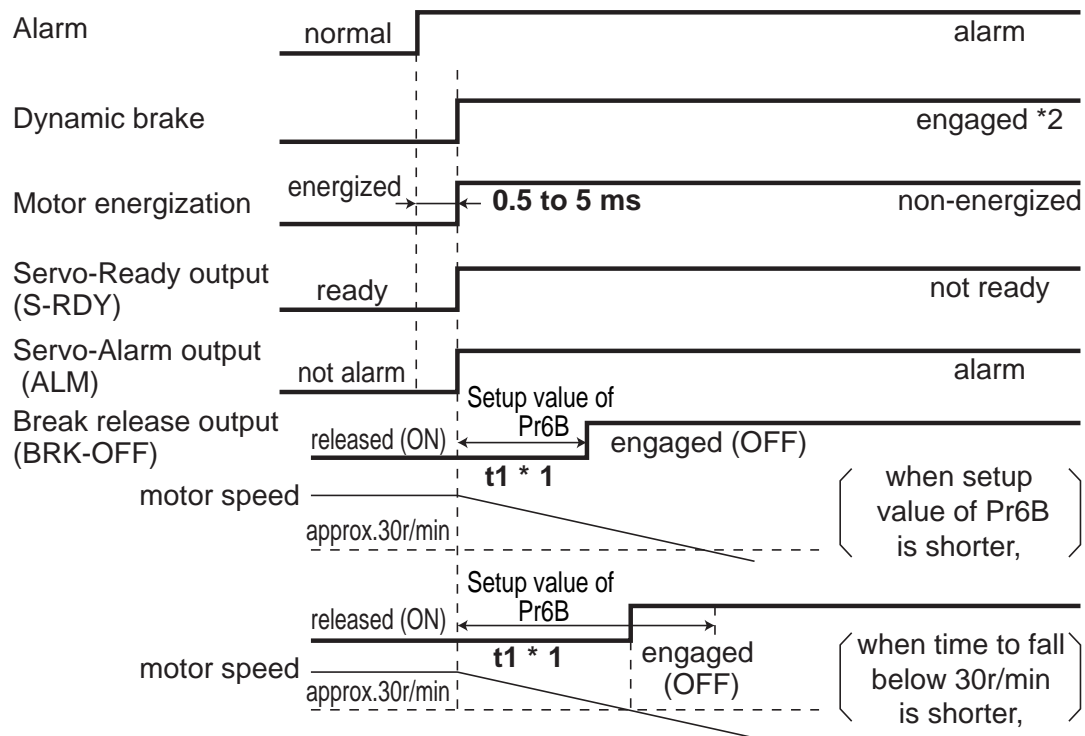 Alarm
normal
alarm
Dynamic brake
engaged *2
Motor energization
energized
0.5 to 5 ms
non-energized
Servo-Ready output
(S-RDY)
ready
not ready
Servo-Alarm output
(ALM)
not alarm
alarm
Break release output
(BRK-OFF)
released (ON)
Setup value of
Pr6B
engaged (OFF)
t1 * 1
motor speed
approx.30r/min
when setup
value of Pr6B
is shorter,
released (ON)
Setup value of
Pr6B
t1 * 1
engaged
(OFF)
motor speed
approx.30r/min
when time to fall
below 30r/min
is shorter,